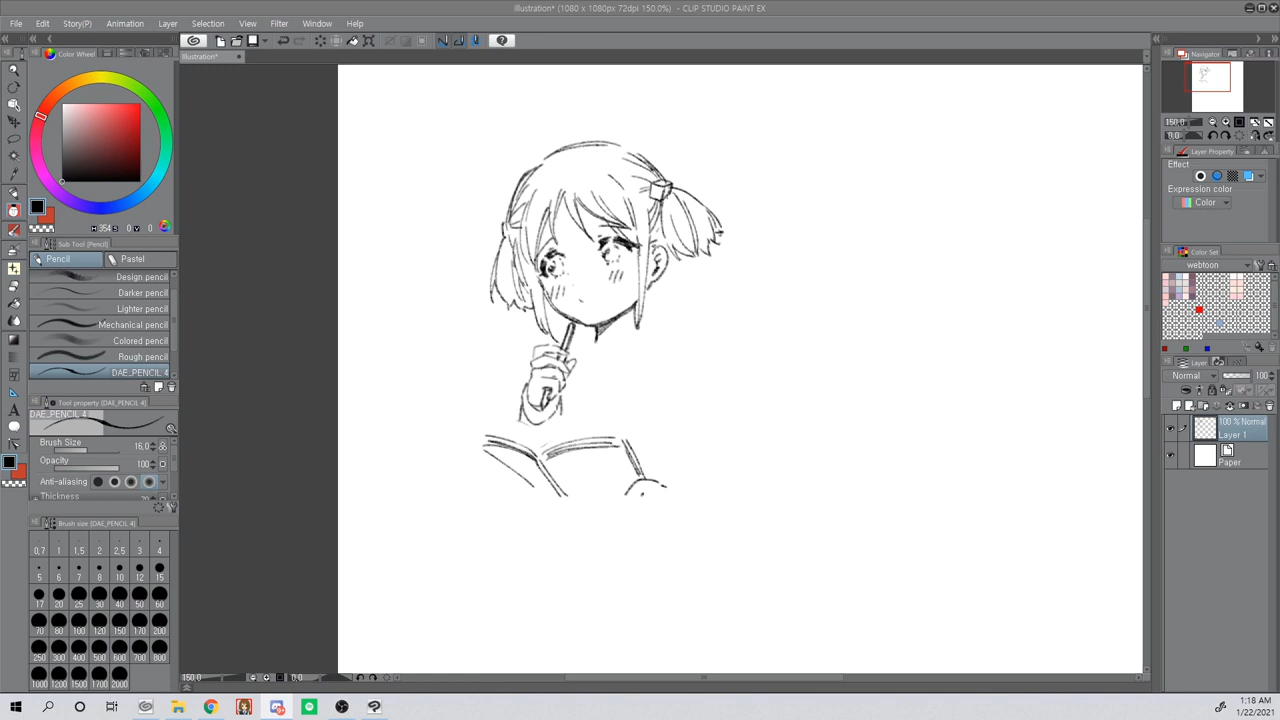 Illustration* (1080 x 1080px 72dpi 150.0%) - CLIP STUDIO PAINT EX
File Edit Story(P) Animation Layer Selection View Filter Window Help
Illustration*
Color Wheel
H 354 S 0 V 0
Sub Tool [Pencil]
Pencil Pastel
Design pencil
Darker pencil
Lighter pencil
Mechanical pencil
Colored pencil
Rough pencil
DAE_PENCIL 4
Tool property [DAE_PENCIL 4]
DAE_PENCIL 4
Brush Size 16,0
Opacity 100
Anti-aliasing
Thickness
Brush size [DAE_PENCIL 4]
0,7 1 1,5 2 2,5 3 4
5 6 7 8 10 12 15
17 20 25 30 40 50 60
70 80 100 120 150 170 200
250 300 400 500 600 700 800
1000 1200 1500 1700 2000
150.0 0.0
Navigator
150.0
0.0
Layer Property
Effect
Expression color
Color
Color Set
webtoon
Layer
Normal 100
100 % Normal
Layer 1
Paper
1:18 AM
1/22/2021